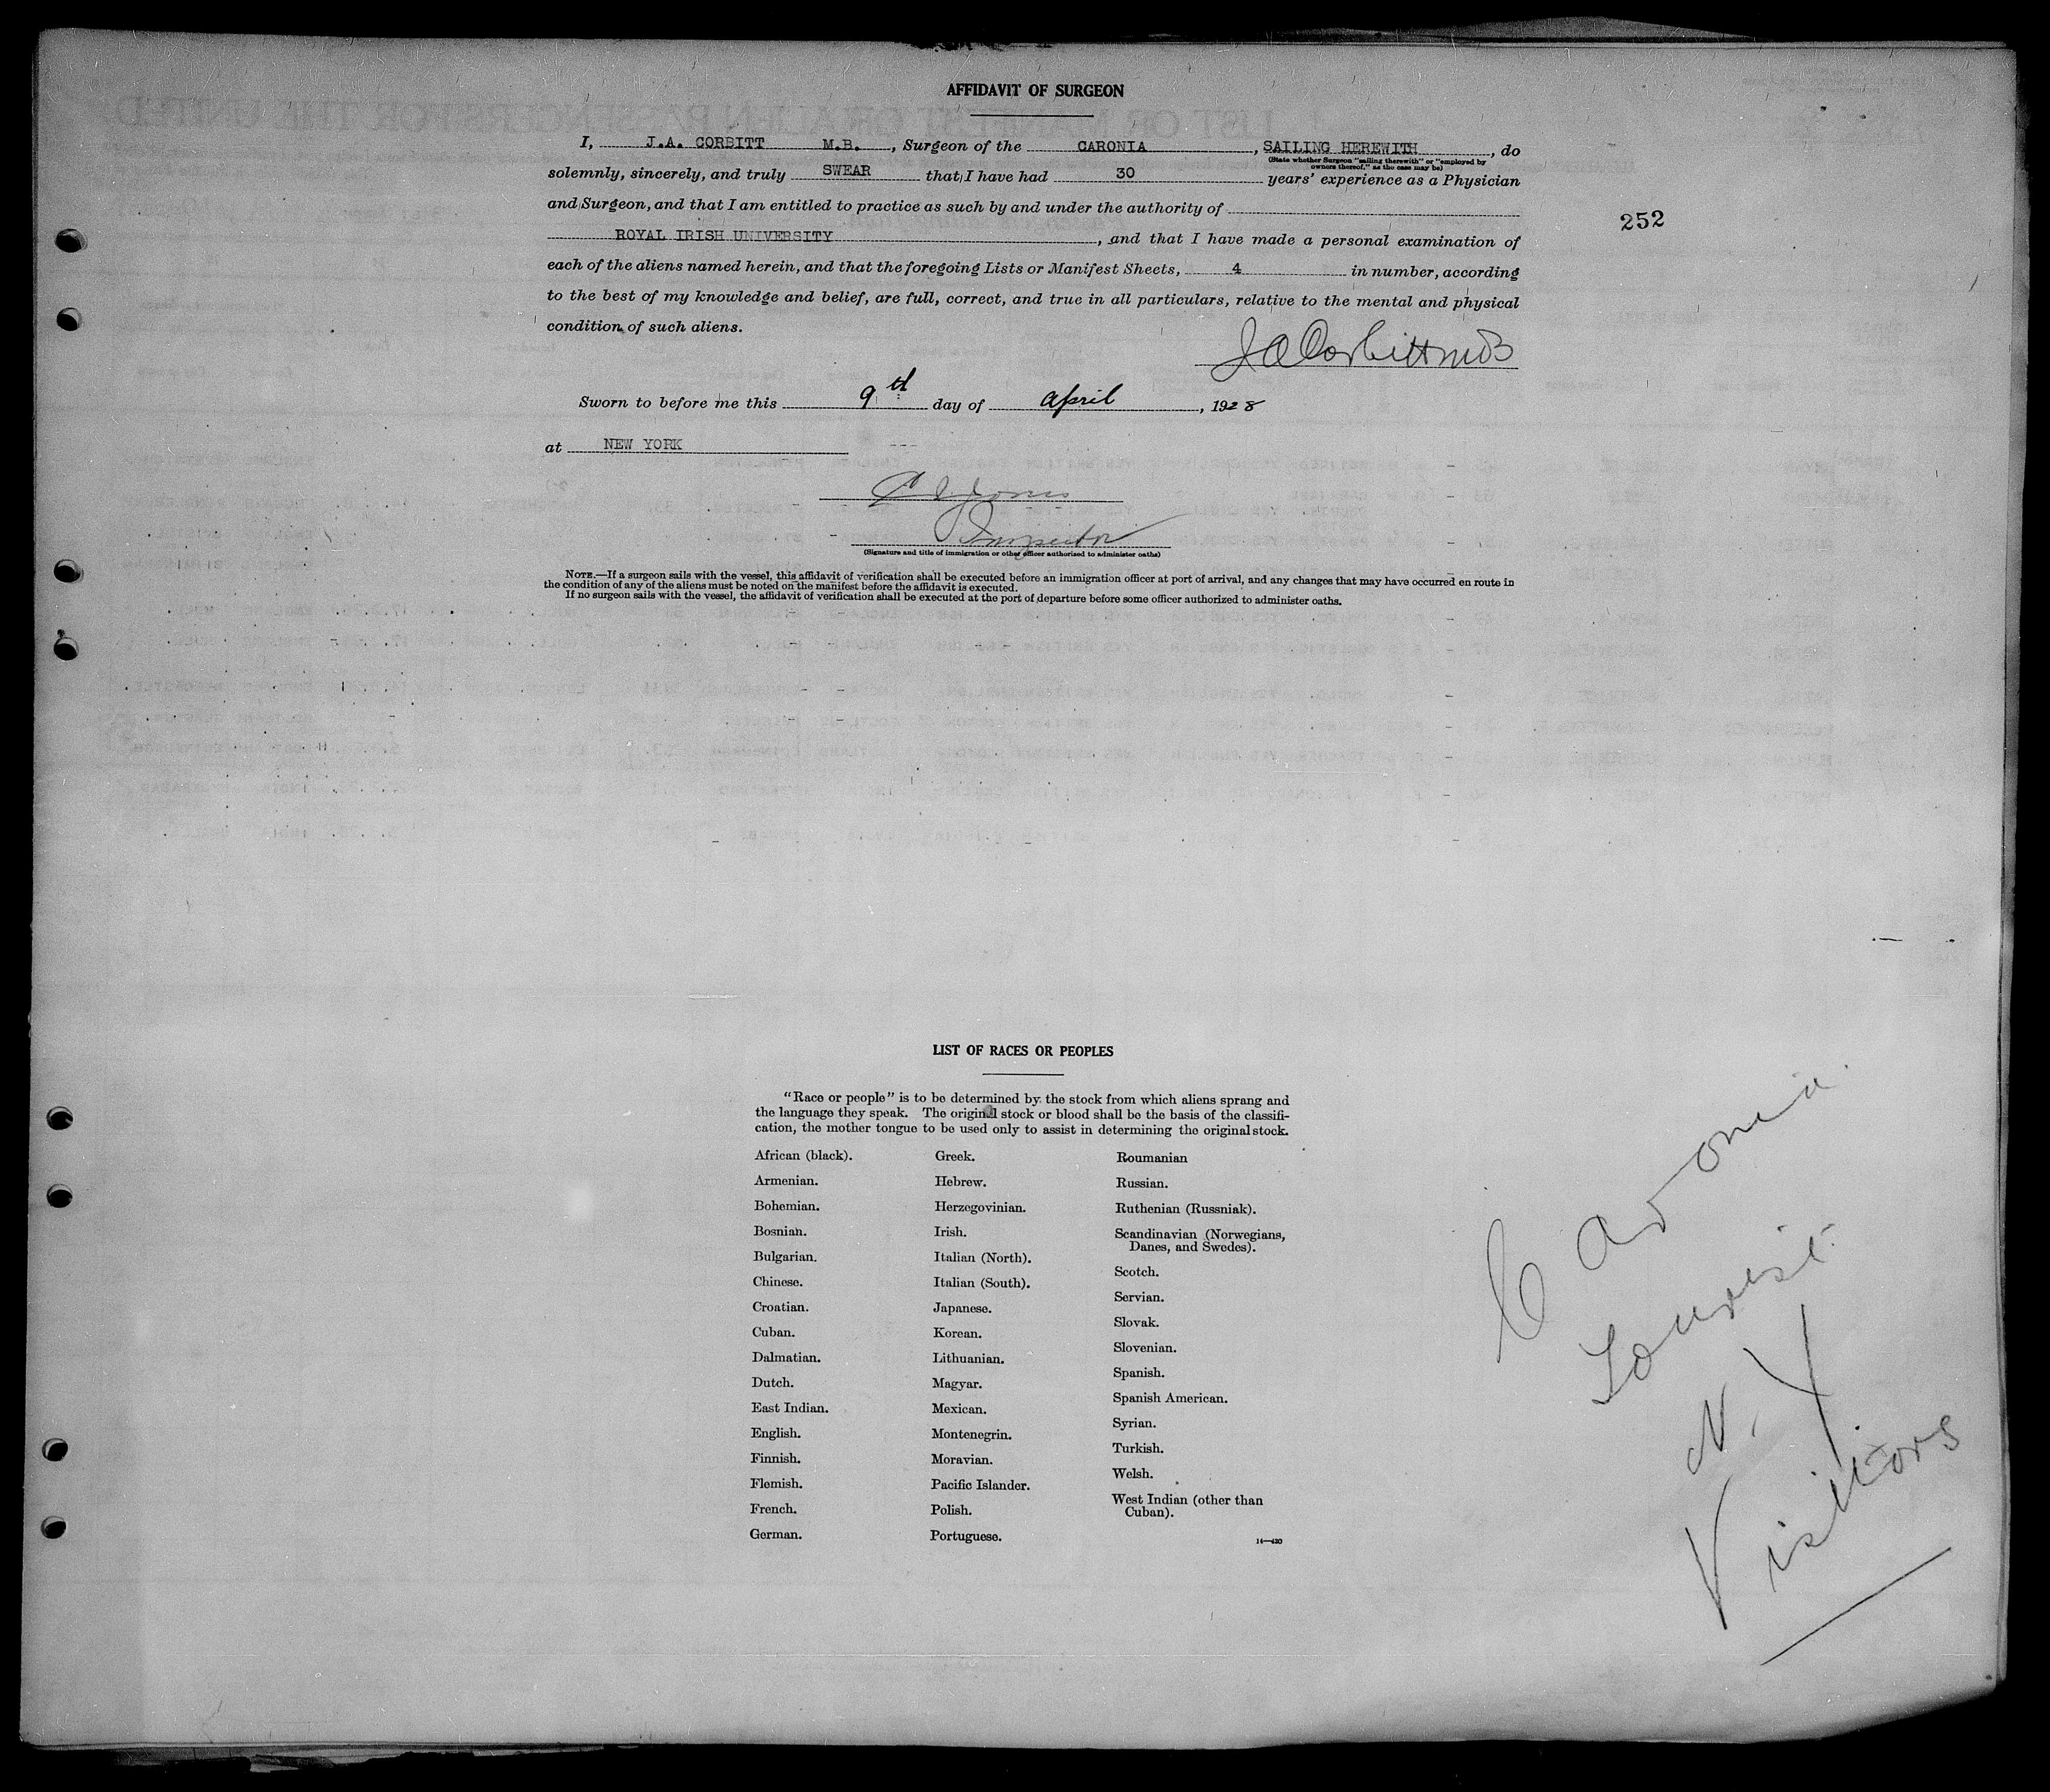 AFFIDAVIT OF SURGEON
I, J.A. CORBITT M.B., Surgeon of the CARONIA, SAILING HEREWITH, do
(State whether Surgeon "sailing therewith" or "employed by
owners thereof," as the case may be)
solemnly, sincerely, and truly SWEAR that I have had 30 years' experience as a Physician
and Surgeon, and that I am entitled to practice as such by and under the authority of
252
ROYAL IRISH UNIVERSITY, and that I have made a personal examination of
each of the aliens named herein, and that the foregoing Lists or Manifest Sheets, 4 in number, according
to the best of my knowledge and belief, are full, correct, and true in all particulars, relative to the mental and physical
condition of such aliens.
J A Corbitt MB
Sworn to before me this 9th day of April, 1928
at NEW YORK
Inspector
(Signature and title of immigration or other officer authorized to administer oaths)
NOTE.—If a surgeon sails with the vessel, this affidavit of verification shall be executed before an immigration officer at port of arrival, and any changes that may have occurred en route in
the condition of any of the aliens must be noted on the manifest before the affidavit is executed.
If no surgeon sails with the vessel, the affidavit of verification shall be executed at the port of departure before some officer authorized to administer oaths.
LIST OF RACES OR PEOPLES
"Race or people" is to be determined by the stock from which aliens sprang and
the language they speak. The original stock or blood shall be the basis of the classifi-
cation, the mother tongue to be used only to assist in determining the original stock.
African (black).
Armenian.
Bohemian.
Bosnian.
Bulgarian.
Chinese.
Croatian.
Cuban.
Dalmatian.
Dutch.
East Indian.
English.
Finnish.
Flemish.
French.
German.
Greek.
Hebrew.
Herzegovinian.
Irish.
Italian (North).
Italian (South).
Japanese.
Korean.
Lithuanian.
Magyar.
Mexican.
Montenegrin.
Moravian.
Pacific Islander.
Polish.
Portuguese.
Roumanian
Russian.
Ruthenian (Russniak).
Scandinavian (Norwegians,
Danes, and Swedes).
Scotch.
Servian.
Slovak.
Slovenian.
Spanish.
Spanish American.
Syrian.
Turkish.
Welsh.
West Indian (other than
Cuban).
14—430
Caronia.
Tourist
N. Y
Visitors